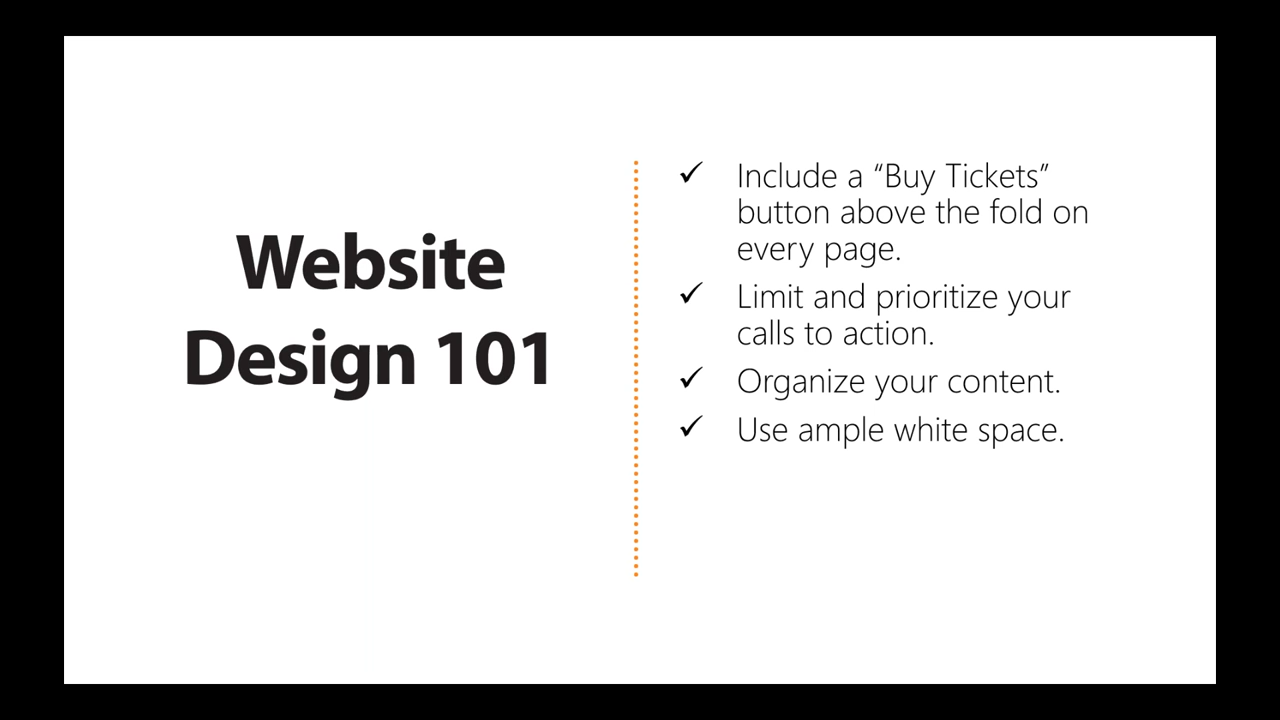 Website
Design 101
✓ Include a “Buy Tickets”
button above the fold on
every page.
✓ Limit and prioritize your
calls to action.
✓ Organize your content.
✓ Use ample white space.